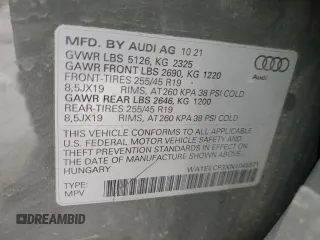 MFD. BY AUDI AG 10 21
GVWR LBS 5126, KG 2325
GAWR FRONT LBS 2690, KG 1220
FRONT-TIRES 255/45 R19
8,5JX19 RIMS, AT260 KPA 38 PSI COLD
GAWR REAR LBS 2646, KG 1200
REAR-TIRES 255/45 R19
8,5JX19 RIMS, AT260 KPA 38 PSI COLD
Audi
THIS VEHICLE CONFORMS TO ALL APPLICABLE
U.S. FEDERAL MOTOR VEHICLE SAFETY AND
THEFT PREVENTION STANDARDS IN EFFECT ON
THE DATE OF MANUFACTURE SHOWN ABOVE.
HUNGARY
TYPE:
MPV
AUTOBIDMASTER